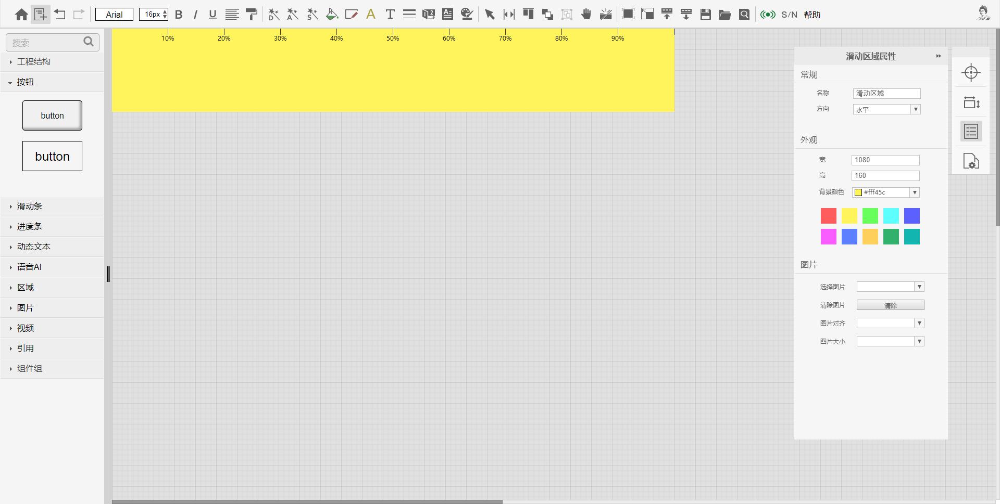 Arial
16px
B
I
U
D
A
S
A
T
S/N
帮助
搜索
工程结构
按钮
button
button
滑动条
进度条
动态文本
语音AI
区域
图片
视频
引用
组件组
10%
20%
30%
40%
50%
60%
70%
80%
90%
滑动区域属性
常规
名称
滑动区域
方向
水平
外观
宽
1080
高
160
背景颜色
#fff45c
图片
选择图片
清除图片
清除
图片对齐
图片大小